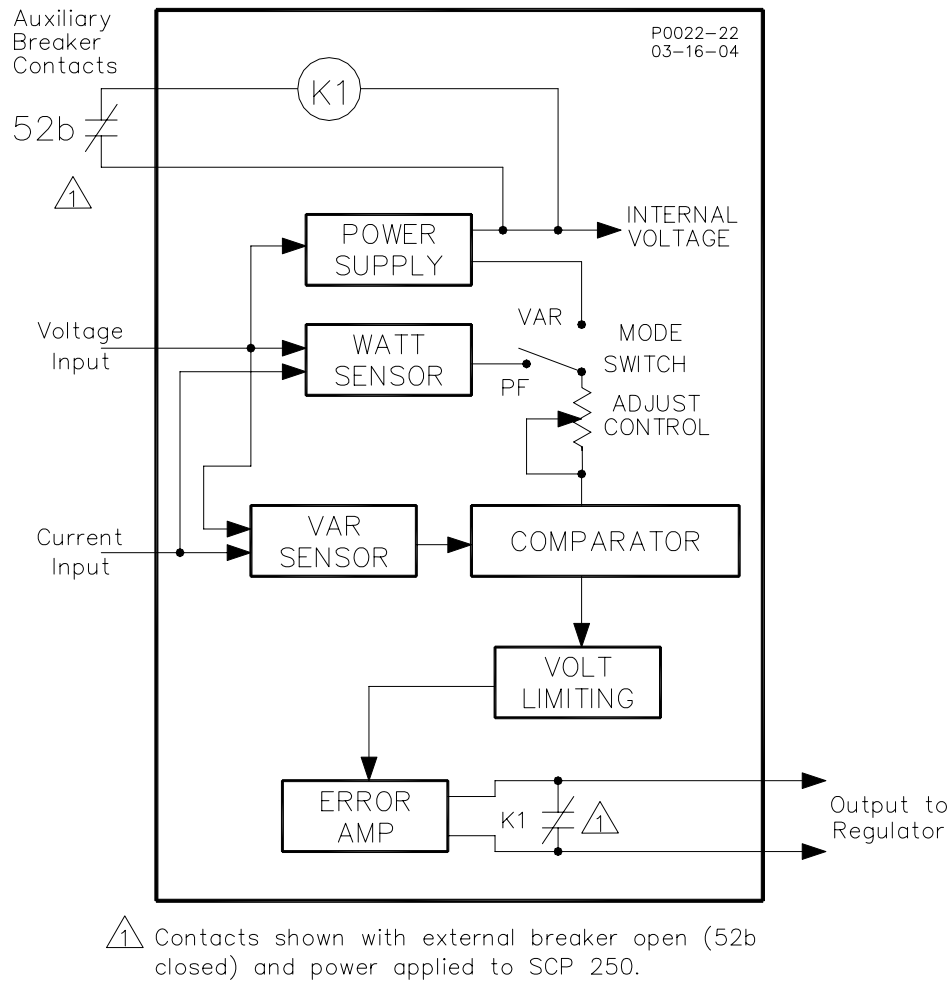 Auxiliary
Breaker
Contacts
P0022-22
03-16-04
K1
52b
1
INTERNAL
VOLTAGE
POWER
SUPPLY
VAR
MODE
SWITCH
Voltage
Input
WATT
SENSOR
PF
ADJUST
CONTROL
Current
Input
VAR
SENSOR
COMPARATOR
VOLT
LIMITING
ERROR
AMP
K1
1
Output to
Regulator
1 Contacts shown with external breaker open (52b
closed) and power applied to SCP 250.